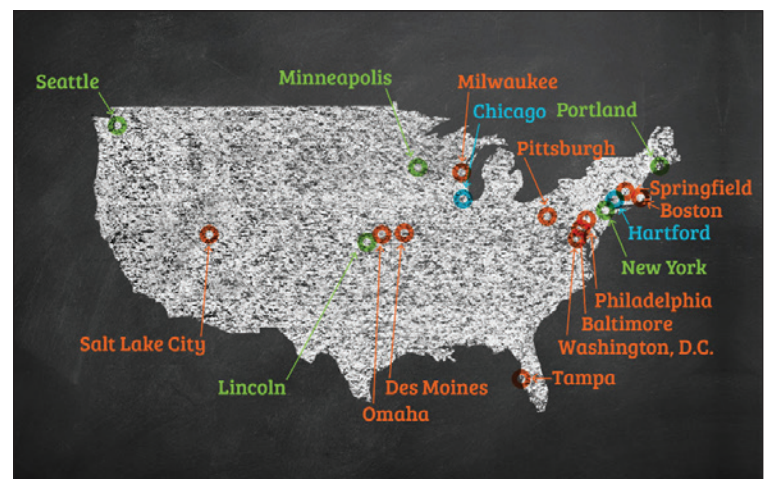 Seattle
Minneapolis
Milwaukee
Chicago
Portland
Pittsburgh
Springfield
Boston
Hartford
New York
Philadelphia
Baltimore
Washington, D.C.
Salt Lake City
Lincoln
Des Moines
Omaha
Tampa